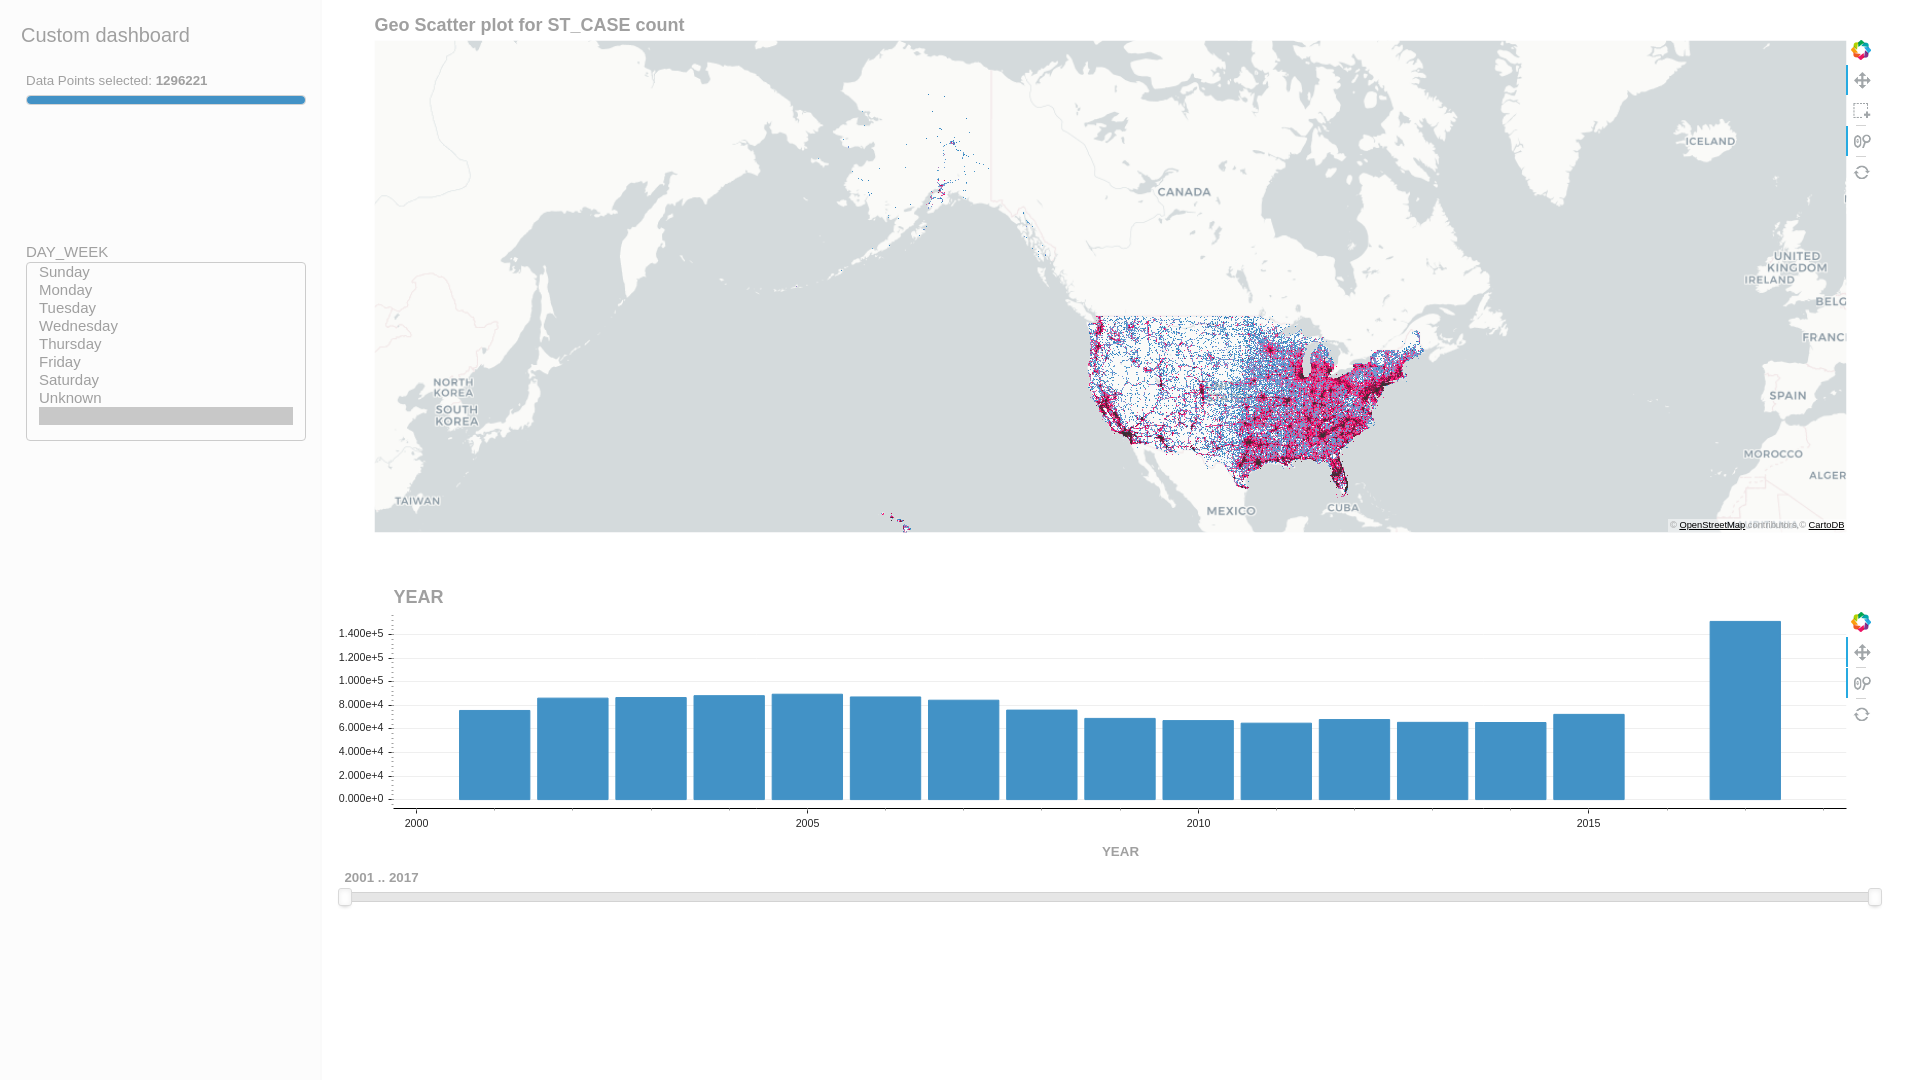 Custom dashboard
Data Points selected: 1296221
DAY_WEEK
Sunday
Monday
Tuesday
Wednesday
Thursday
Friday
Saturday
Unknown
Geo Scatter plot for ST_CASE count
ICELAND
CANADA
UNITED
KINGDOM
IRELAND
BELG
FRANC
NORTH
KOREA
SOUTH
KOREA
SPAIN
MOROCCO
ALGER
TAIWAN
MEXICO
CUBA
© OpenStreetMap contributors, © CartoDB
YEAR
1.400e+5
1.200e+5
1.000e+5
8.000e+4
6.000e+4
4.000e+4
2.000e+4
0.000e+0
2000 2005 2010 2015
YEAR
2001 .. 2017